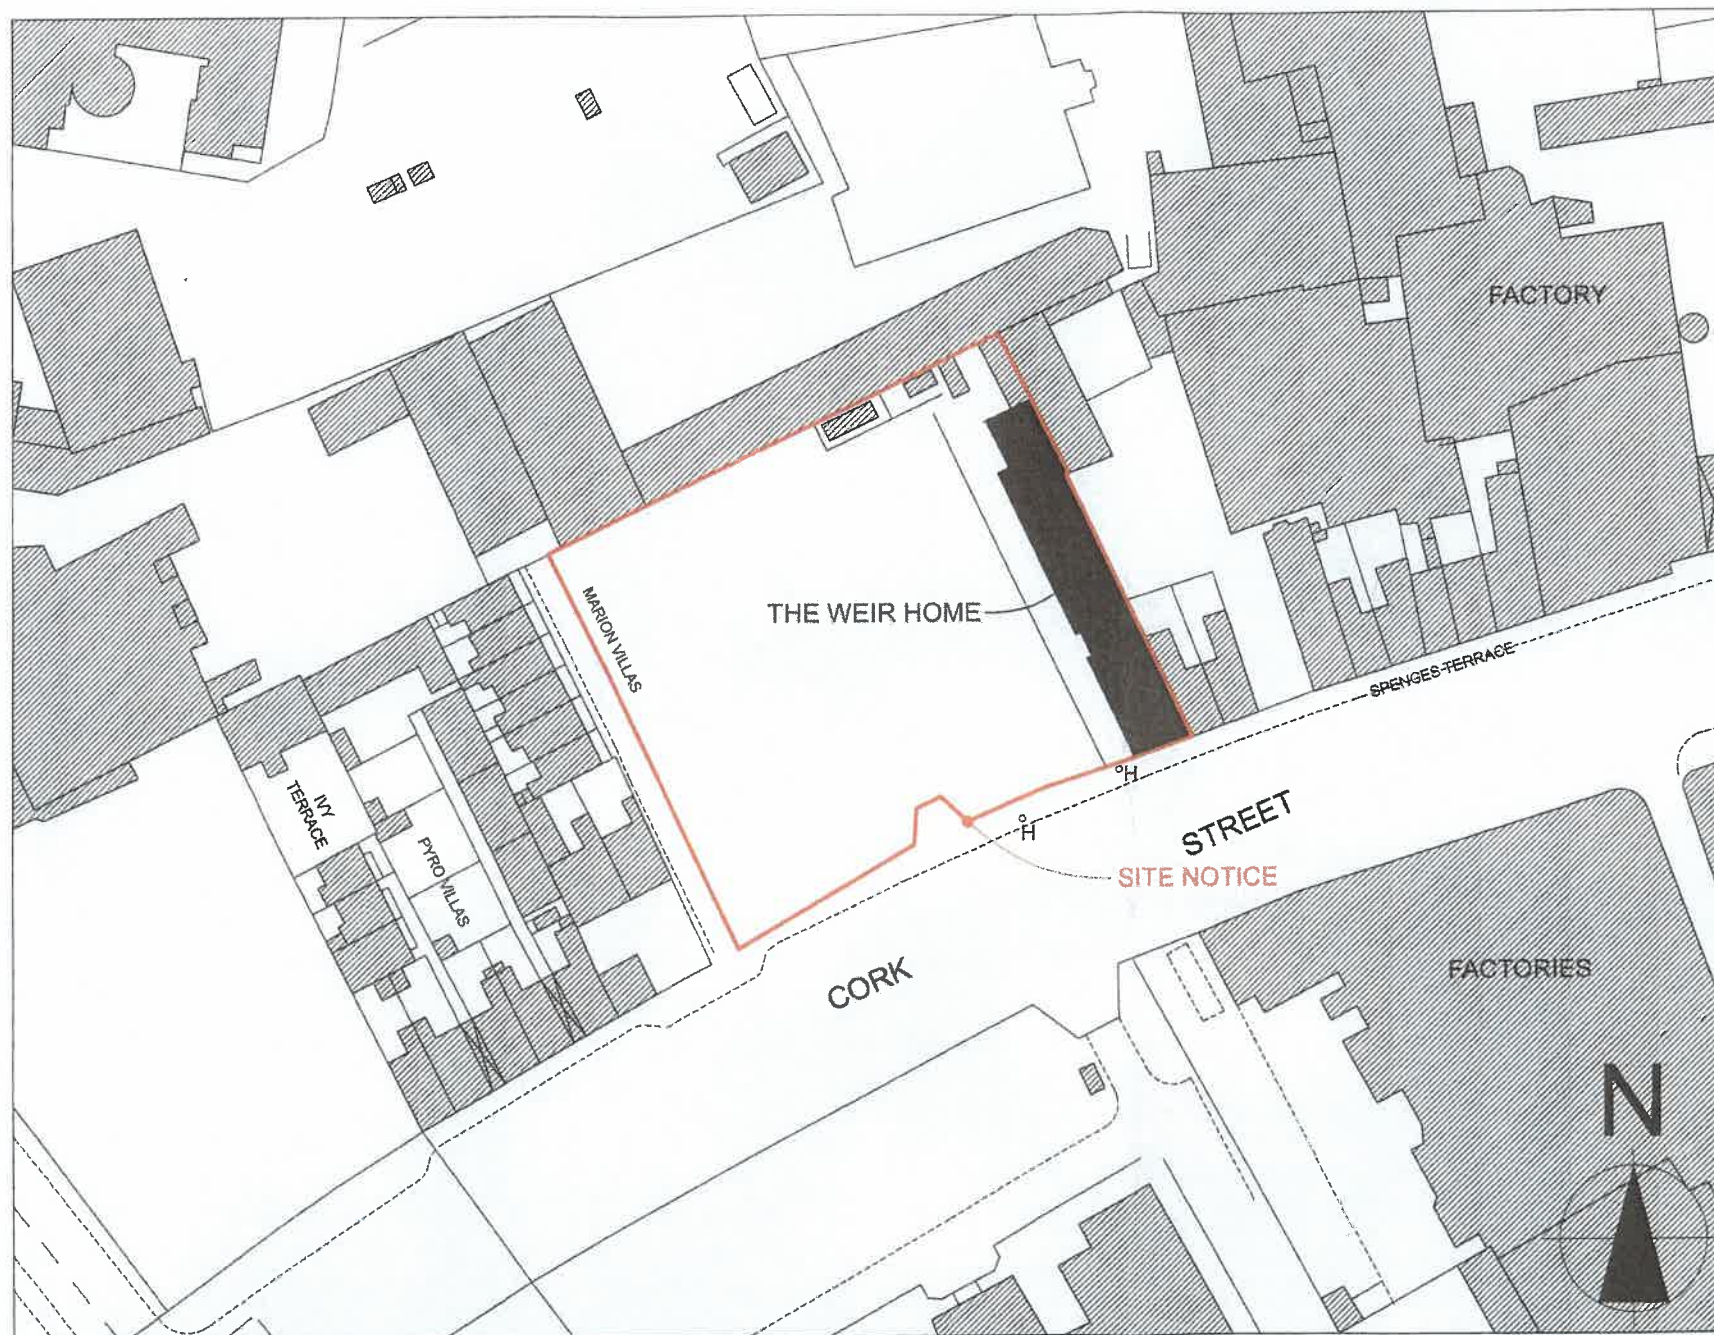 FACTORY
MARION VILLAS
THE WEIR HOME
SPENGES TERRACE
IVY
TERRACE
PYRO VILLAS
°H
°H
STREET
SITE NOTICE
CORK
FACTORIES
N